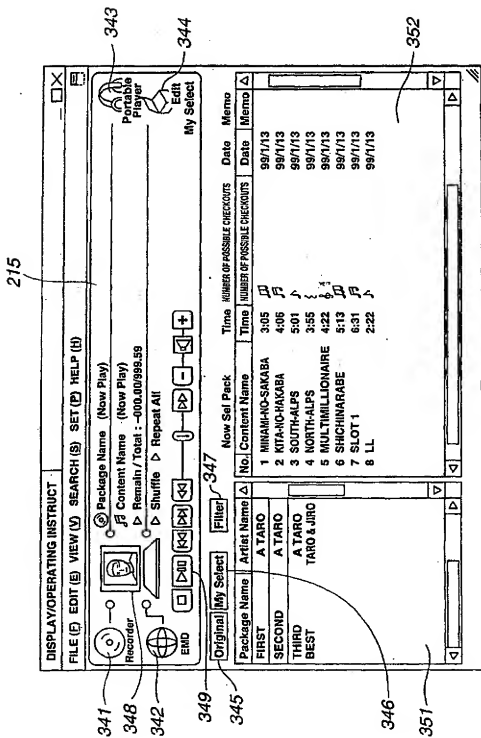 DISPLAY/OPERATING INSTRUCT
FILE (F) EDIT (E) VIEW (V) SEARCH (S) SET (P) HELP (H)
215
341
Recorder
348
342
EMD
Package Name (Now Play)
Content Name (Now Play)
Remain / Total : -000.00/999.59
Shuffle Repeat All
Portable Player
343
Edit
My Select
344
349
345
Original My Select Filter
346
347
Package Name Artist Name
FIRST A TARO
SECOND A TARO
THIRD A TARO
BEST TARO & JIRO
351
Now Sel Pack Time NUMBER OF POSSIBLE CHECKOUTS Date Memo
No. Content Name Time NUMBER OF POSSIBLE CHECKOUTS Date Memo
1 MINAMI-NO-SAKABA 3:05 99/1/13
2 KITA-NO-HAKABA 4:06 99/1/13
3 SOUTH-ALPS 5:01 99/1/13
4 NORTH-ALPS 3:55 99/1/13
5 MULTIMILLIONAIRE 4:22 99/1/13
6 SHICHINARABE 5:13 99/1/13
7 SLOT 1 6:31 99/1/13
8 LL 2:22 99/1/13
352